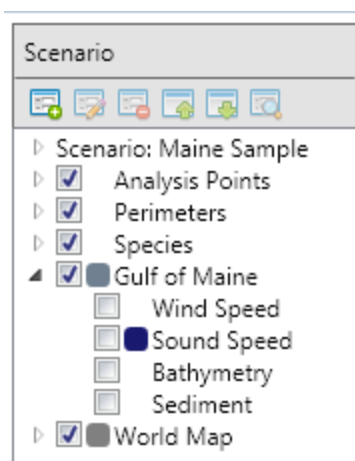 Scenario
Scenario: Maine Sample
Analysis Points
Perimeters
Species
Gulf of Maine
Wind Speed
Sound Speed
Bathymetry
Sediment
World Map